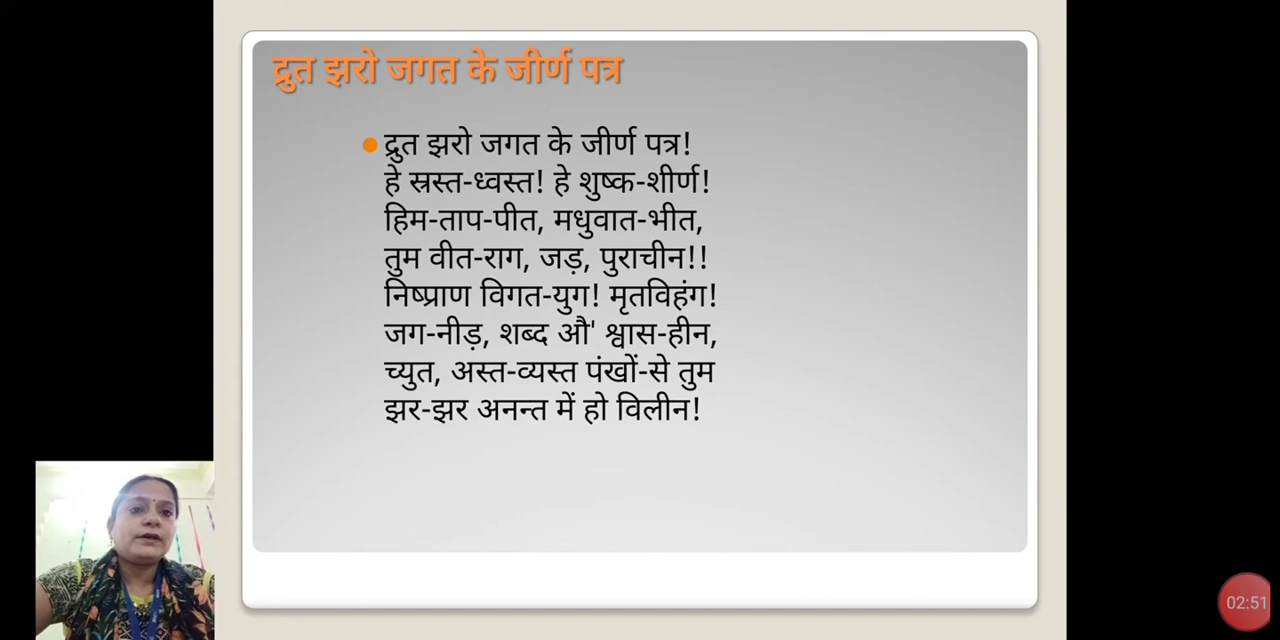 द्रुत झरो जगत के जीर्ण पत्र
द्रुत झरो जगत के जीर्ण पत्र!
हे स्रस्त-ध्वस्त! हे शुष्क-शीर्ण!
हिम-ताप-पीत, मधुवात-भीत,
तुम वीत-राग, जड़, पुराचीन!!
निष्प्राण विगत-युग! मृतविहंग!
जग-नीड़, शब्द औ' श्वास-हीन,
च्युत, अस्त-व्यस्त पंखों-से तुम
झर-झर अनन्त में हो विलीन!
02:51